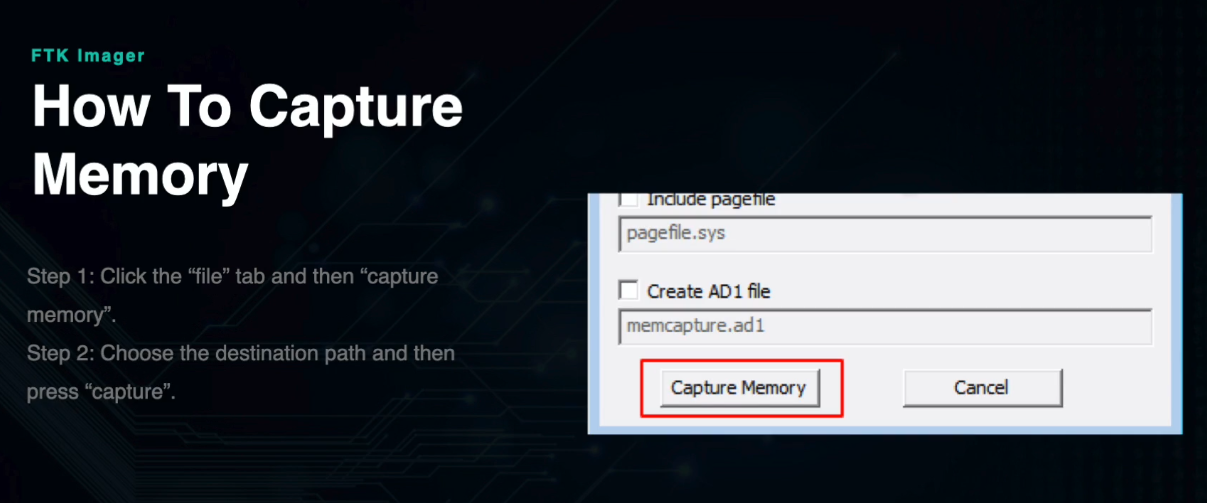 FTK Imager
How To Capture
Memory
Step 1: Click the “file” tab and then “capture
memory”.
Step 2: Choose the destination path and then
press “capture”.
Include pagefile
pagefile.sys
Create AD1 file
memcapture.ad1
Capture Memory
Cancel